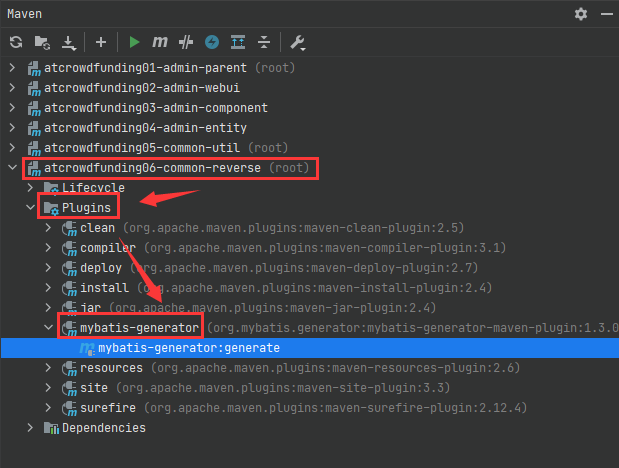 Maven
atcrowdfunding01-admin-parent (root)
atcrowdfunding02-admin-webui
atcrowdfunding03-admin-component
atcrowdfunding04-admin-entity
atcrowdfunding05-common-util (root)
atcrowdfunding06-common-reverse (root)
Lifecycle
Plugins
clean (org.apache.maven.plugins:maven-clean-plugin:2.5)
compiler (org.apache.maven.plugins:maven-compiler-plugin:3.1)
deploy (org.apache.maven.plugins:maven-deploy-plugin:2.7)
install (org.apache.maven.plugins:maven-install-plugin:2.4)
jar (org.apache.maven.plugins:maven-jar-plugin:2.4)
mybatis-generator (org.mybatis.generator:mybatis-generator-maven-plugin:1.3.0
mybatis-generator:generate
resources (org.apache.maven.plugins:maven-resources-plugin:2.6)
site (org.apache.maven.plugins:maven-site-plugin:3.3)
surefire (org.apache.maven.plugins:maven-surefire-plugin:2.12.4)
Dependencies